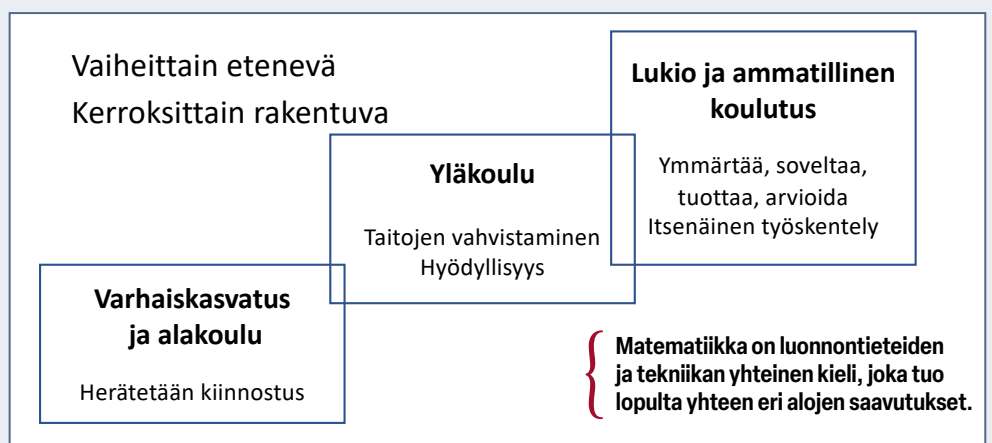 Vaiheittain etenevä
Kerroksittain rakentuva
Lukio ja ammatillinen
koulutus
Ymmärtää, soveltaa,
tuottaa, arvioida
Itsenäinen työskentely
Yläkoulu
Taitojen vahvistaminen
Hyödyllisyys
Varhaiskasvatus
ja alakoulu
Herätetään kiinnostus
Matematiikka on luonnontieteiden
ja tekniikan yhteinen kieli, joka tuo
lopulta yhteen eri alojen saavutukset.